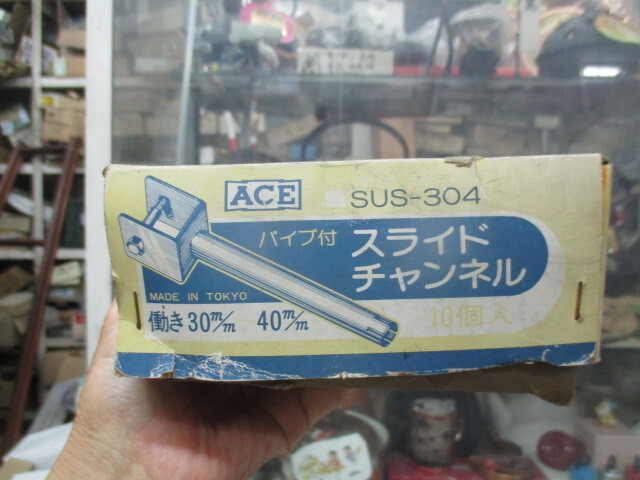 ACE SUS-304
パイプ付 スライド
チャンネル
MADE IN TOKYO
働き30m/m 40m/m 10個入